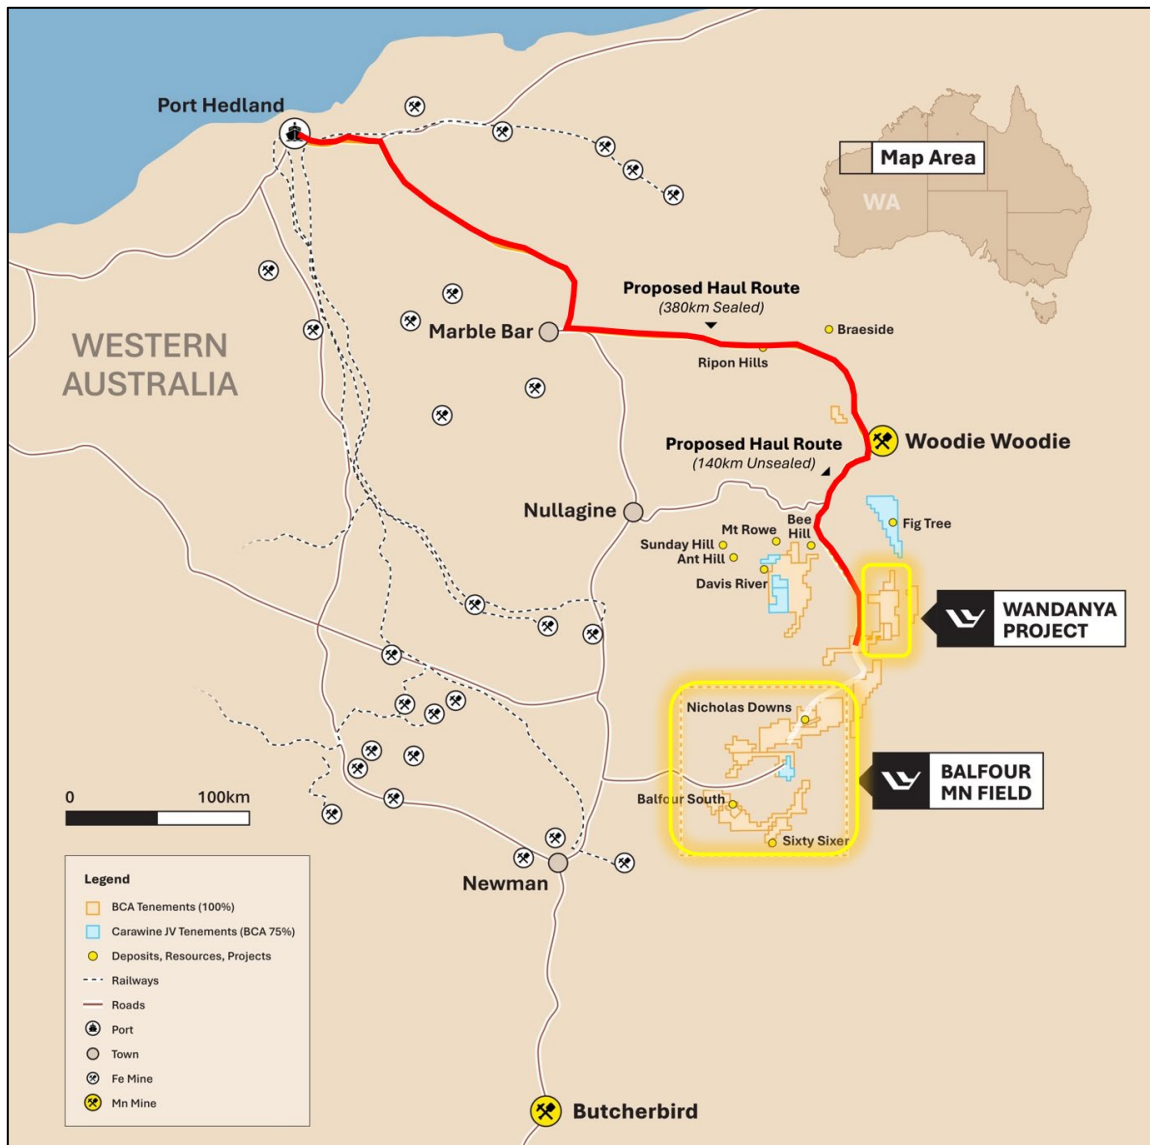 Port Hedland
Map Area
WA
WESTERN
AUSTRALIA
Proposed Haul Route
(380km Sealed)
Marble Bar
Braeside
Ripon Hills
Proposed Haul Route
(140km Unsealed)
Woodie Woodie
Nullagine
Fig Tree
Mt Rowe
Bee
Hill
Sunday Hill
Ant Hill
Davis River
WANDANYA
PROJECT
Nicholas Downs
BALFOUR
MN FIELD
Balfour South
Sixty Sixer
0 100km
Newman
Legend
BCA Tenements (100%)
Carawine JV Tenements (BCA 75%)
Deposits, Resources, Projects
Railways
Roads
Port
Town
Fe Mine
Mn Mine
Butcherbird